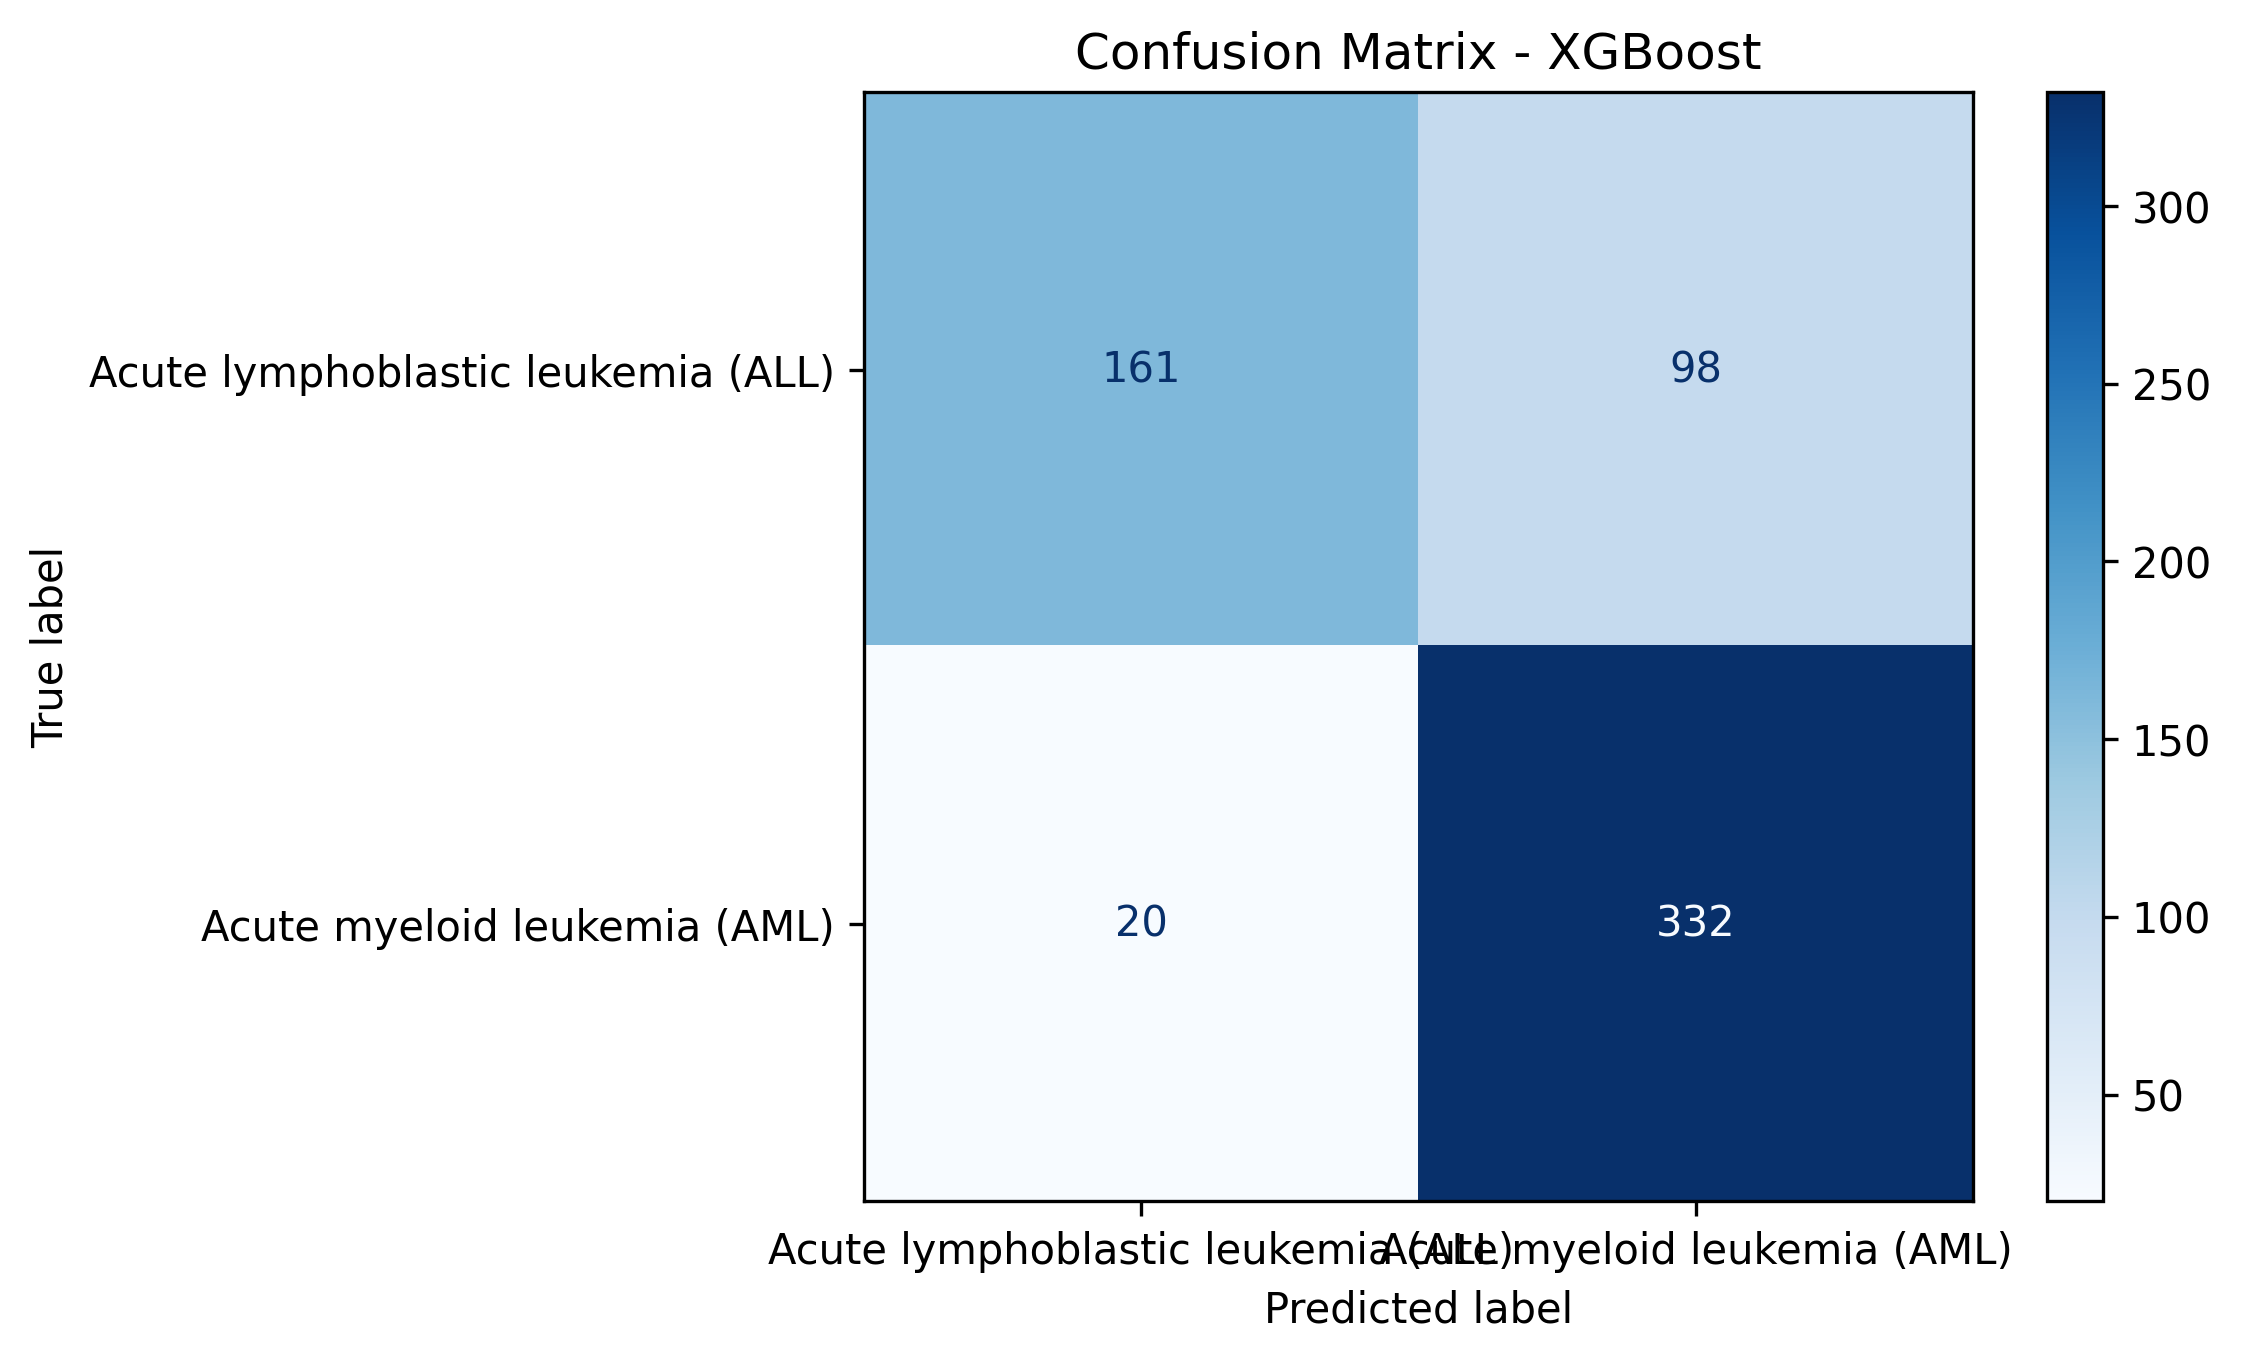 Confusion Matrix - XGBoost
300
Acute lymphoblastic leukemia (ALL)
161
98
250
200
True label
150
Acute myeloid leukemia (AML)
20
332
100
50
Acute lymphoblastic leukemia (ALL)
Acute myeloid leukemia (AML)
Predicted label